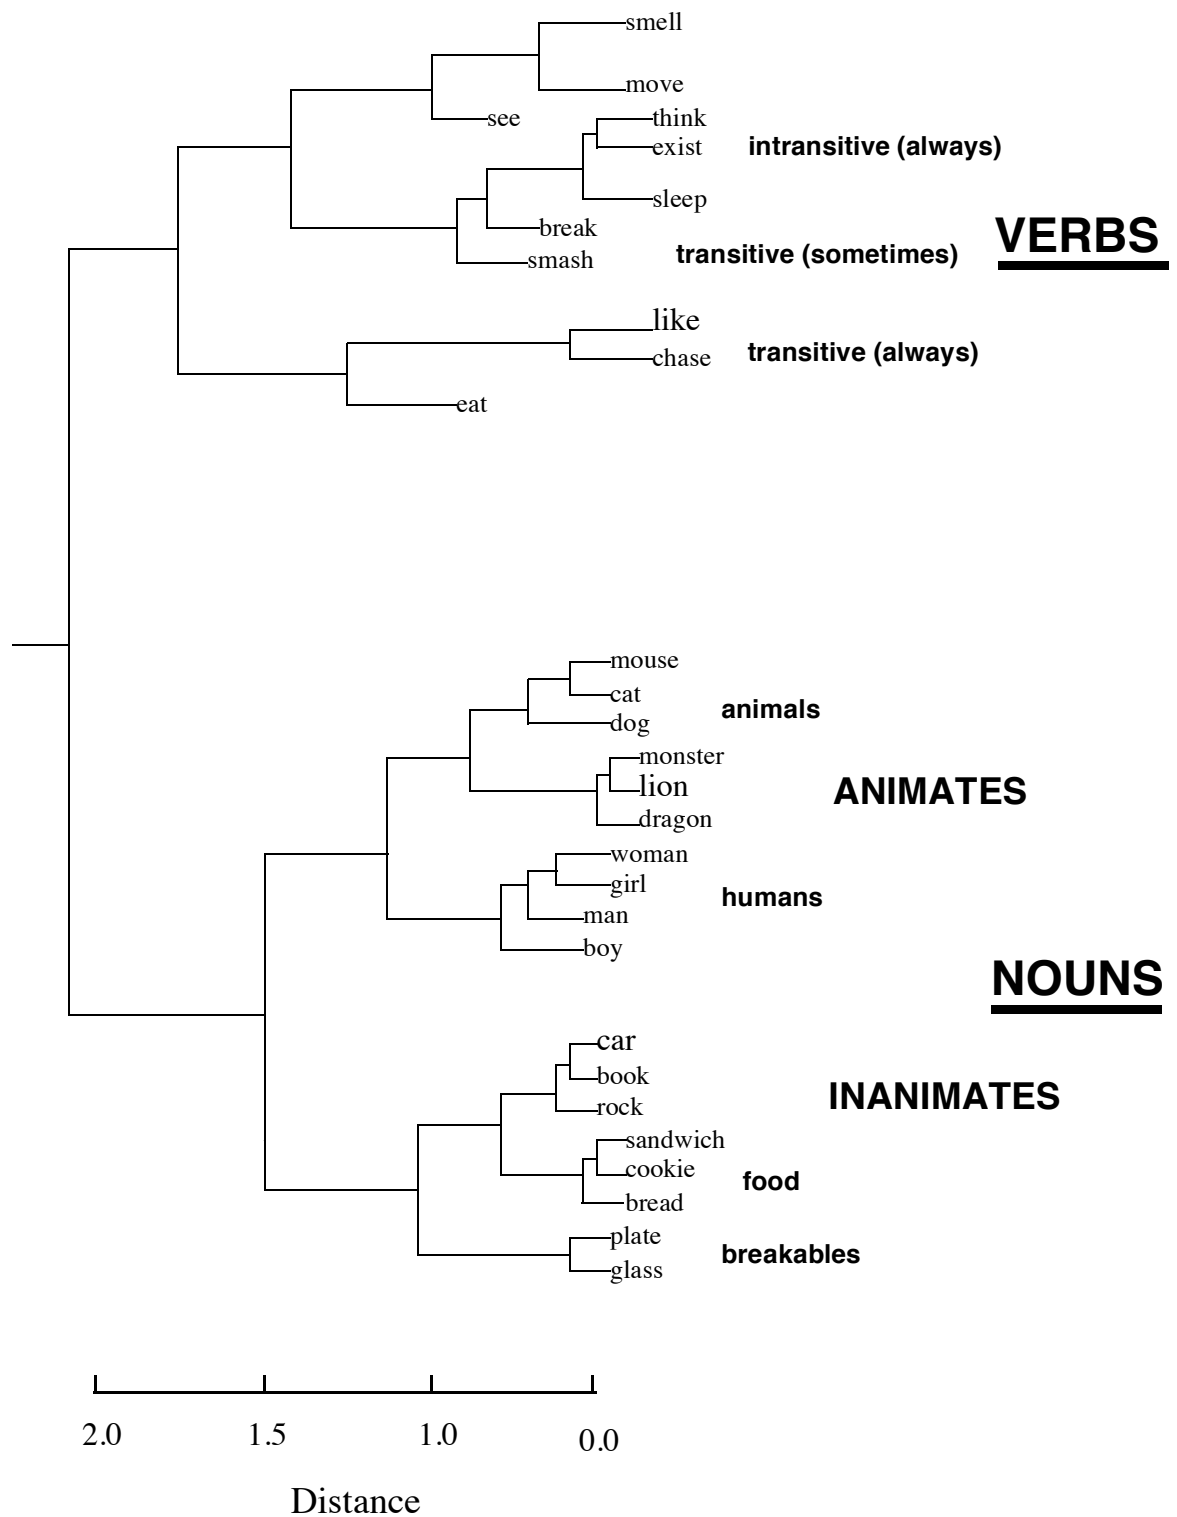 smell
move
see
think
exist
intransitive (always)
sleep
break
VERBS
smash
transitive (sometimes)
like
chase
transitive (always)
eat
mouse
cat
animals
dog
monster
lion
ANIMATES
dragon
woman
girl
humans
man
boy
NOUNS
car
book
INANIMATES
rock
sandwich
cookie
food
bread
plate
breakables
glass
2.0 1.5 1.0 0.0
Distance